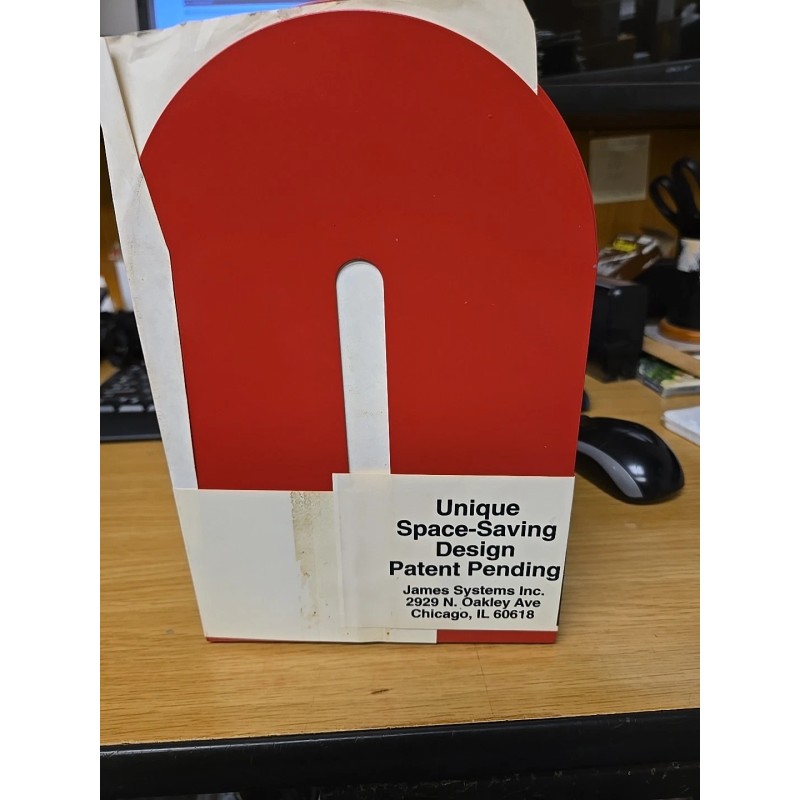 Unique
Space-Saving
Design
Patent Pending
James Systems Inc.
2929 N. Oakley Ave
Chicago, IL 60618